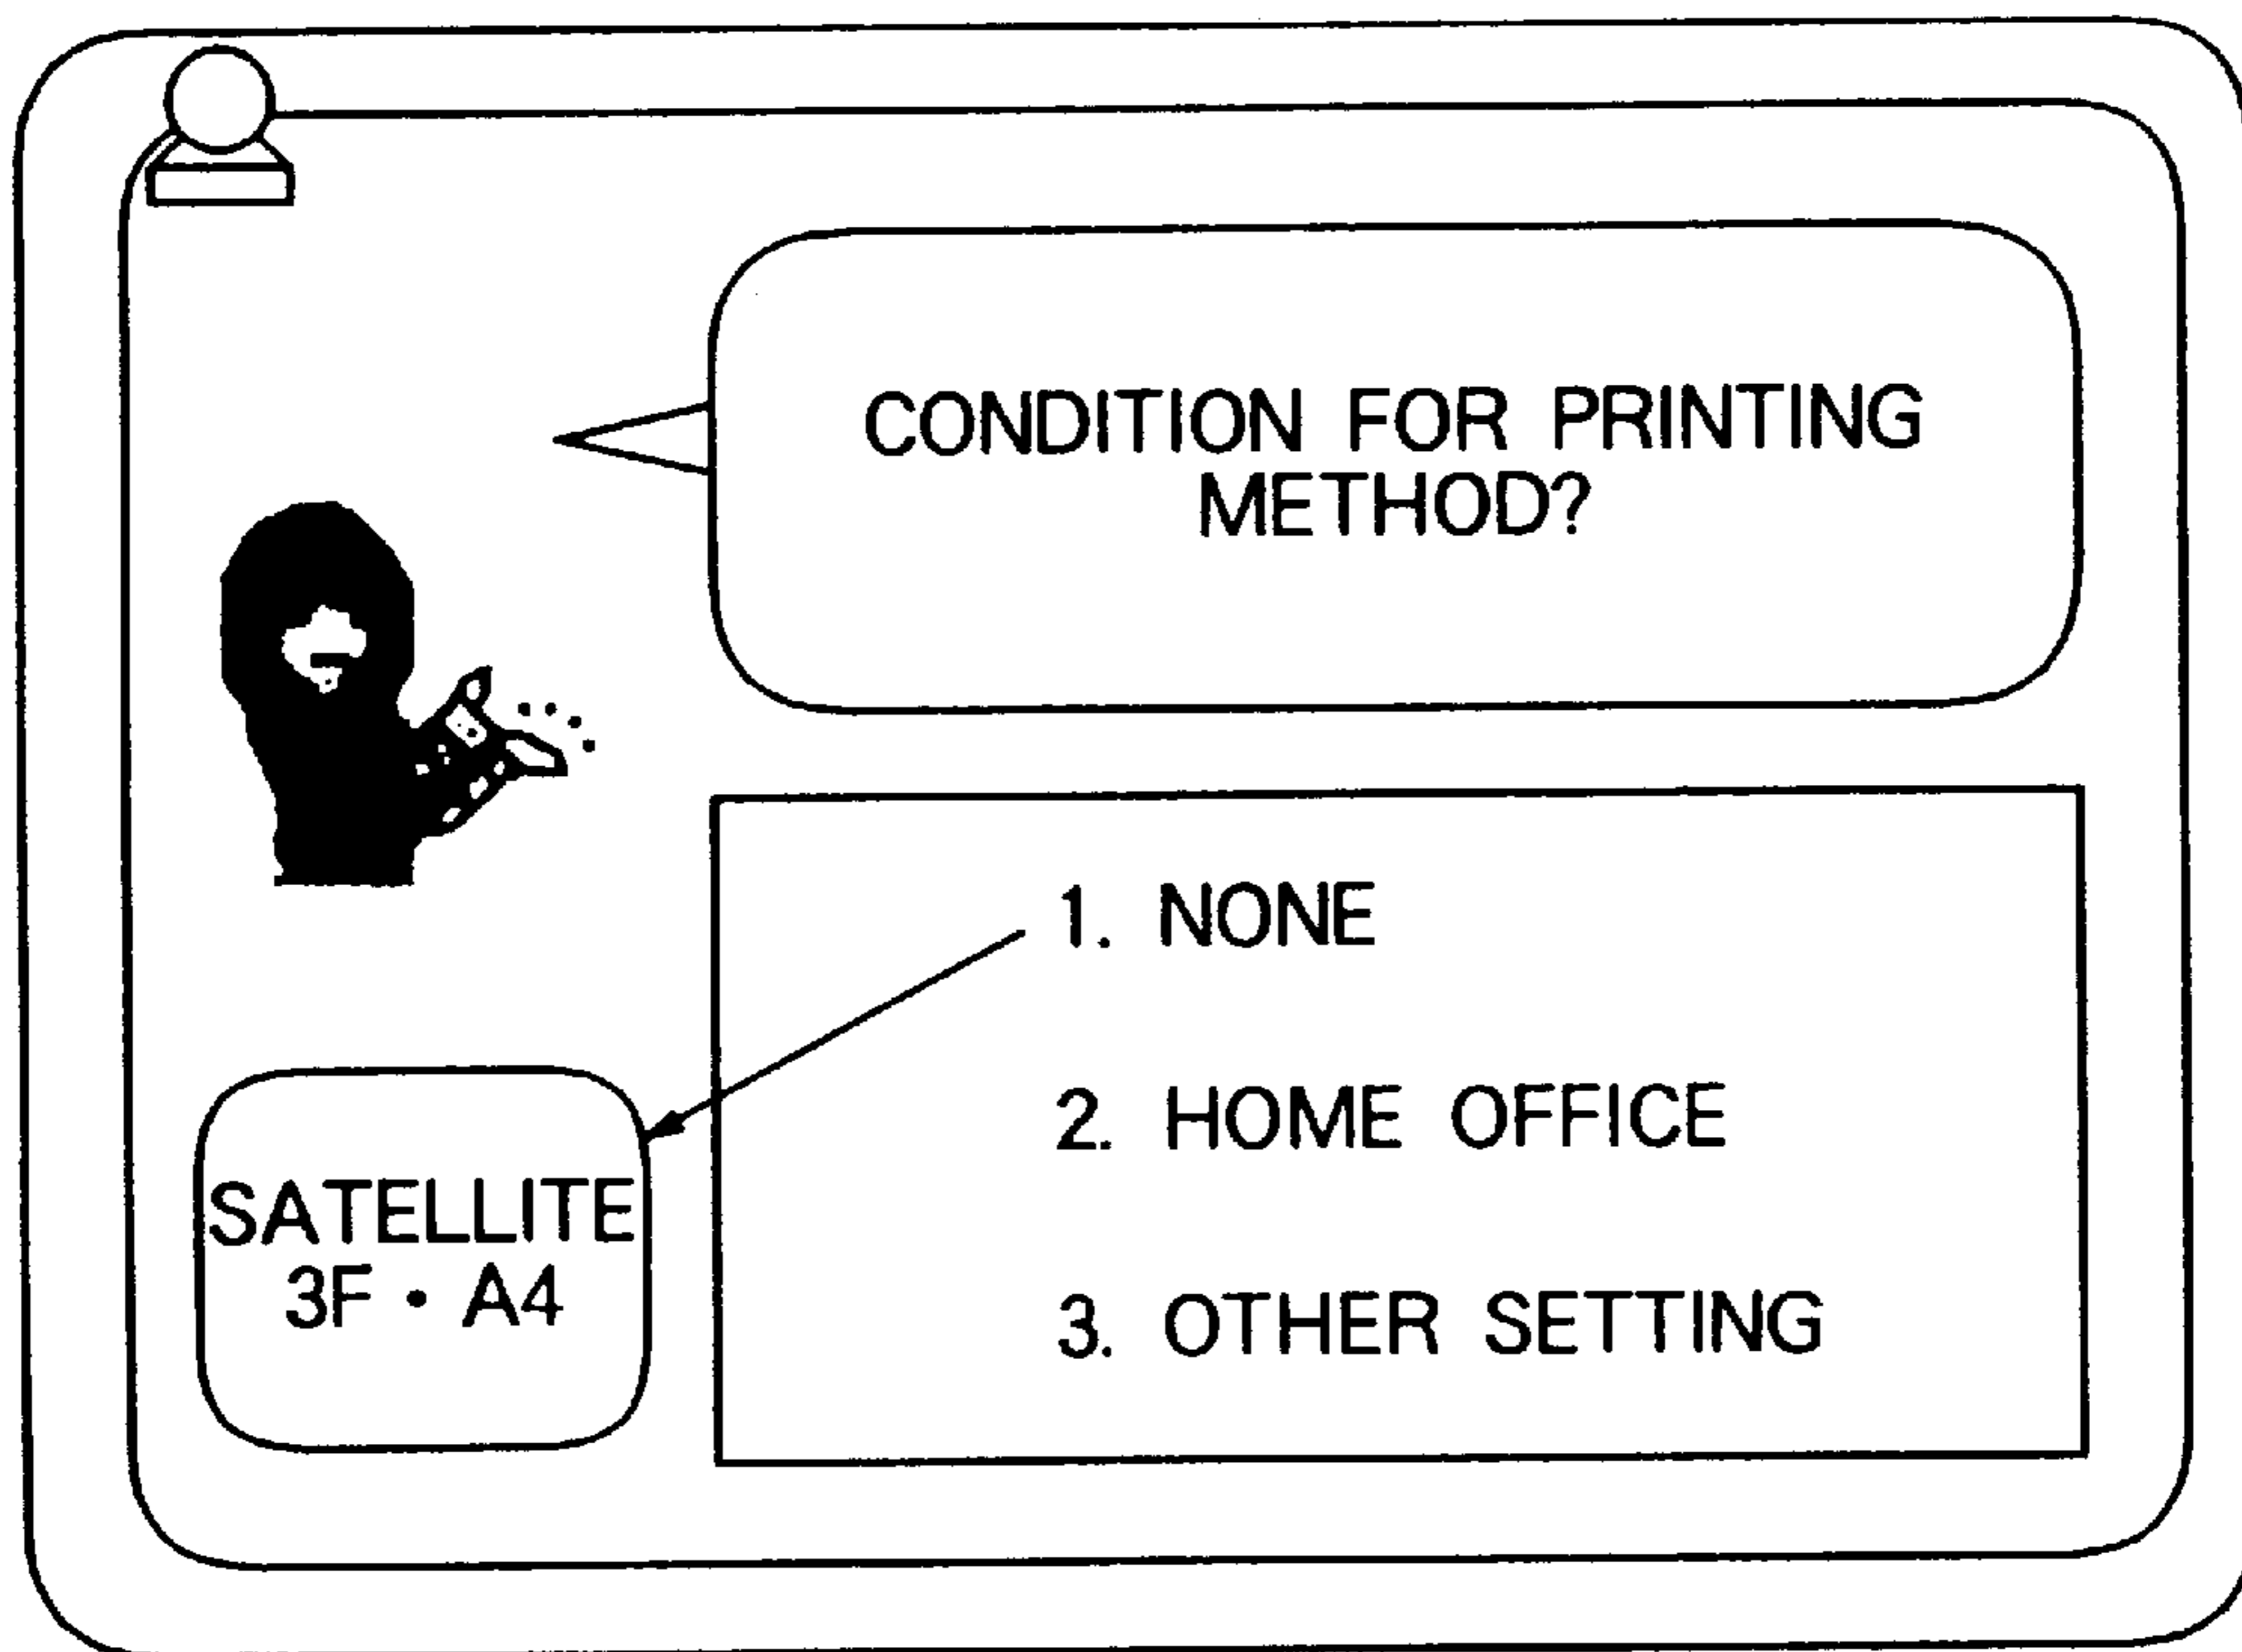 CONDITION FOR PRINTING
METHOD?
1. NONE
2. HOME OFFICE
3. OTHER SETTING
SATELLITE
3F • A4